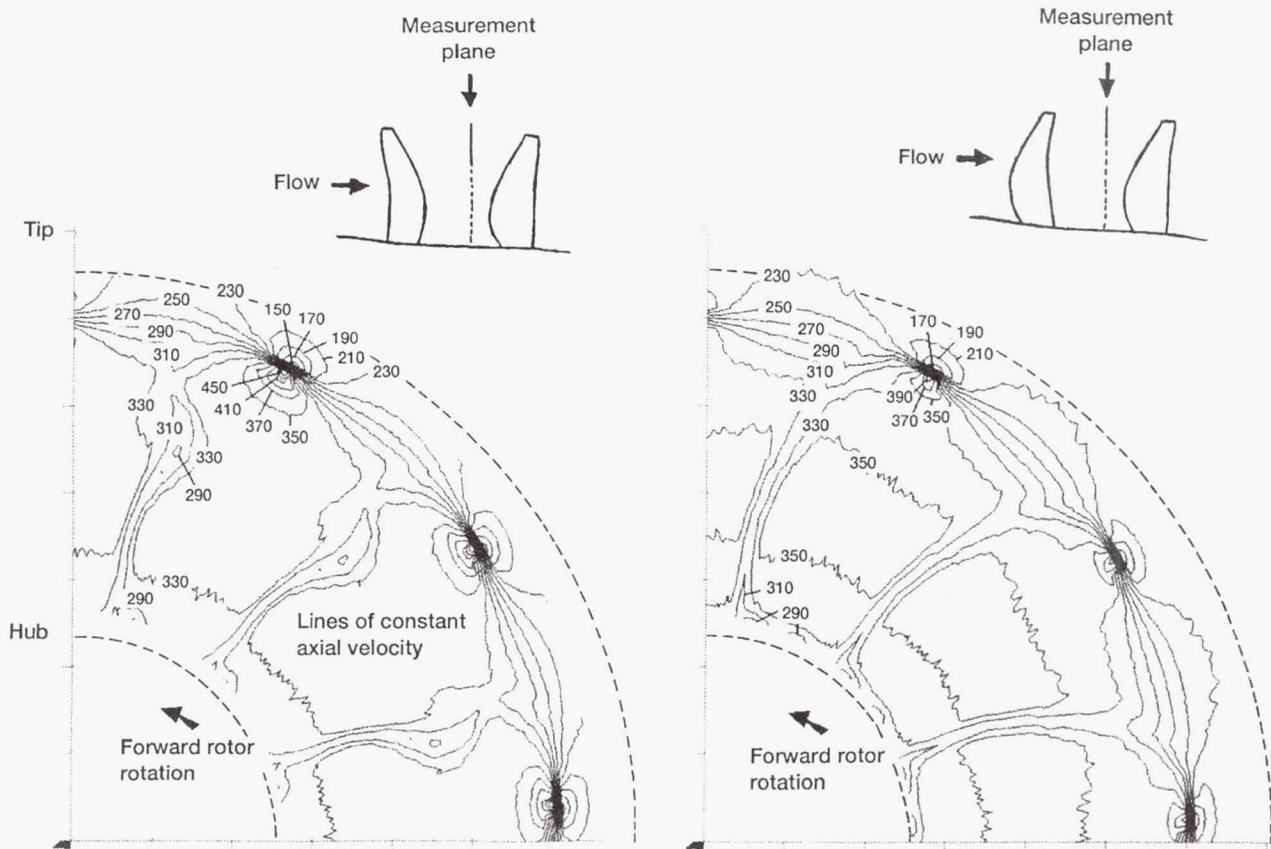 Measurement
plane
Flow
Tip
230
250
270
290
310
150
170
190
210
230
450
410
370
350
330
310
330
290
330
290
Hub
Lines of constant
axial velocity
Forward rotor
rotation
Measurement
plane
Flow
230
250
270
290
310
330
330
170
190
210
390
370
350
350
350
310
290
Forward rotor
rotation